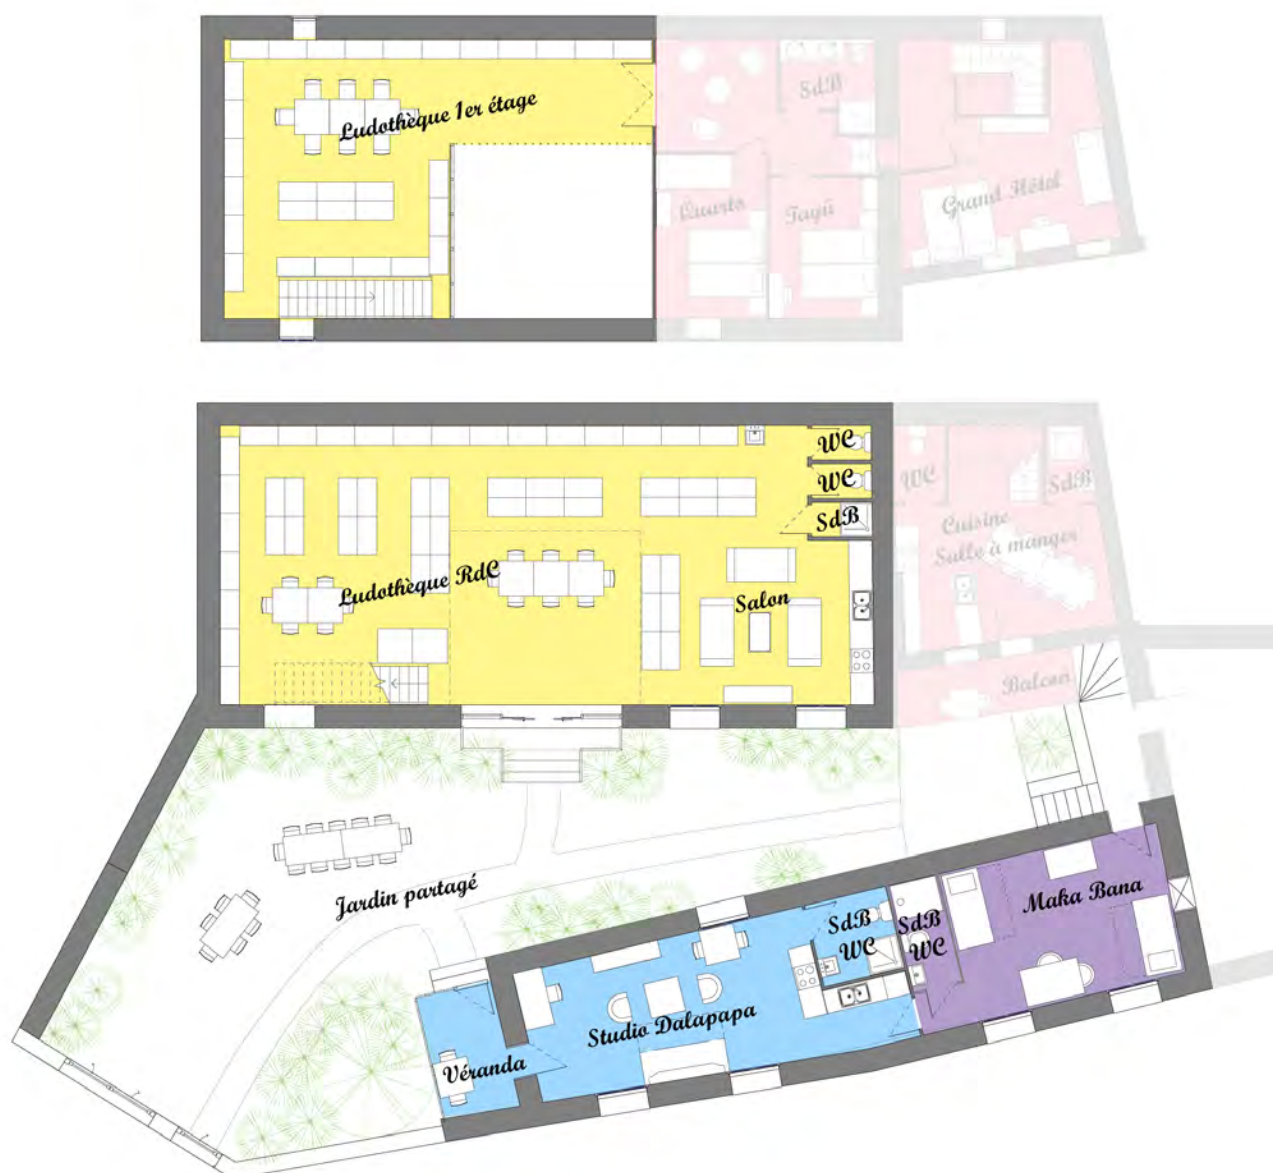 Ludothèque 1er étage
SdB
Quarto
Tayü
Grand Hôtel
WC
WC
SdB
Ludothèque RdC
Salon
WC
SdB
Cuisine
Salle à manger
Balcon
Jardin partagé
Véranda
Studio Dalapapa
SdB
WC
SdB
WC
Maka Bana